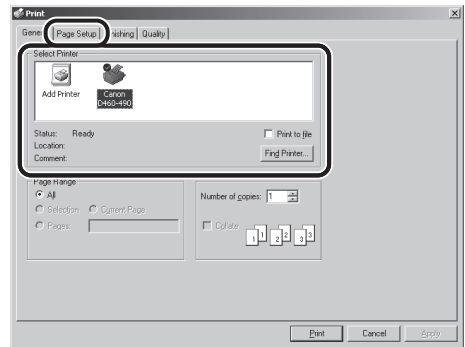 Print
General Page Setup Finishing Quality
Select Printer
Add Printer
Canon
D460-490
Status: Ready
Location:
Comment:
Print to file
Find Printer...
Page Range
All
Selection Current Page
Pages:
Number of copies: 1
Collate
1 1 2 2 3 3
Print Cancel Apply